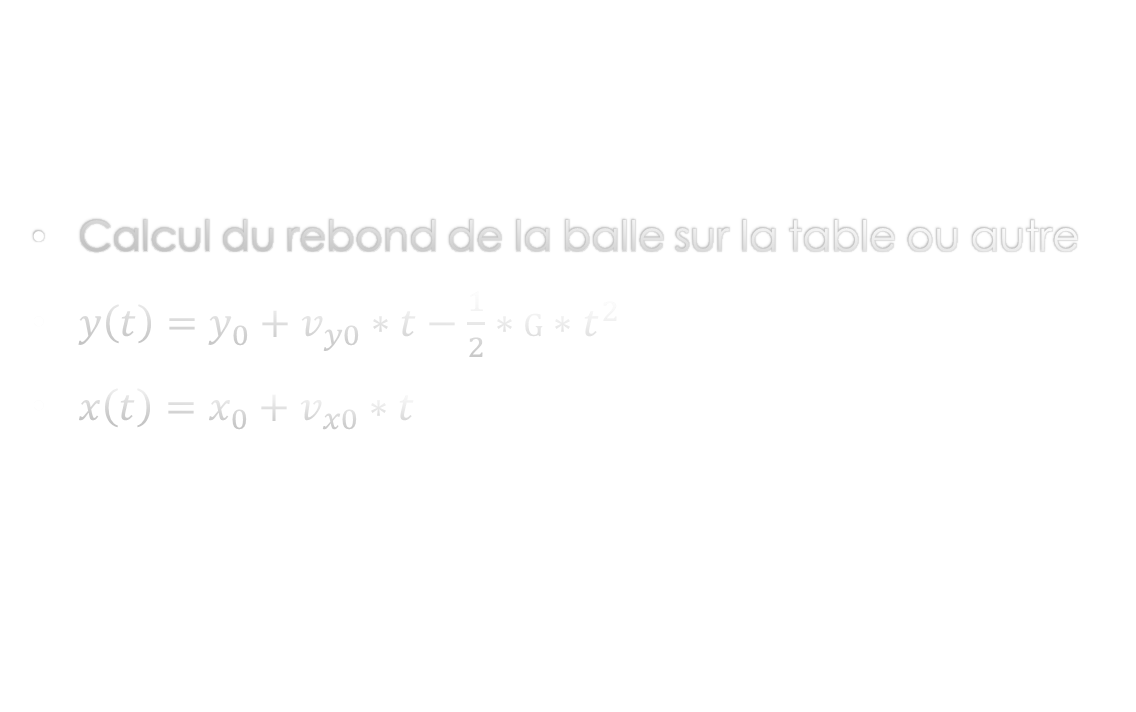 Calcul du rebond de la balle sur la table ou autre
y(t) = y₀ + v_y0 * t − 1/2 * G * t²
x(t) = x₀ + v_x0 * t